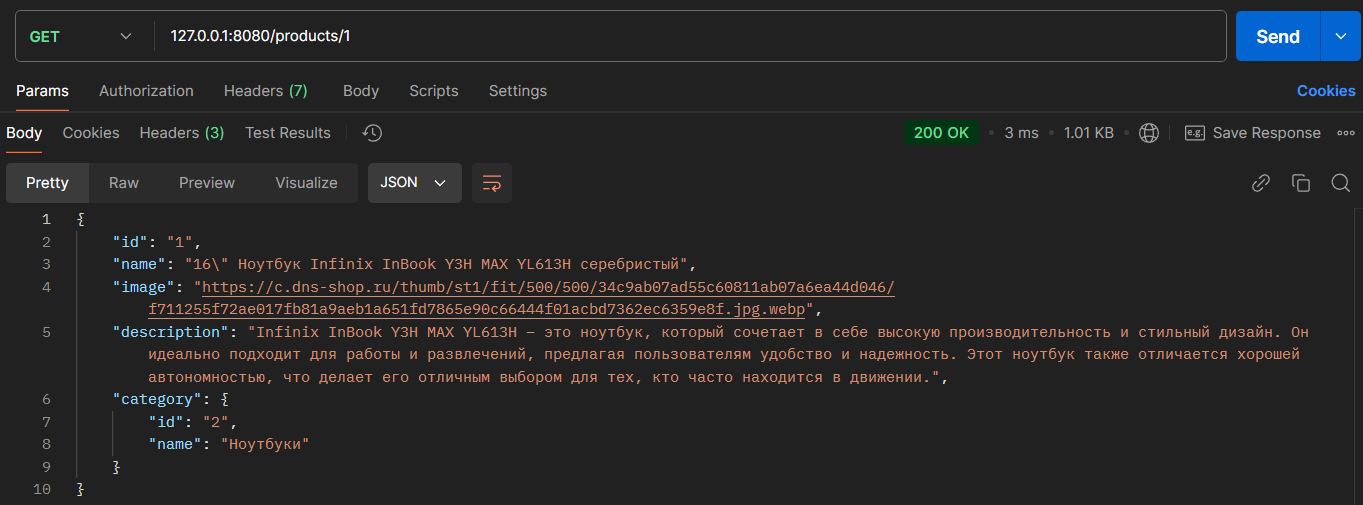 GET 127.0.0.1:8080/products/1 Send
Params Authorization Headers (7) Body Scripts Settings Cookies
Body Cookies Headers (3) Test Results 200 OK • 3 ms • 1.01 KB • e.g. Save Response
Pretty Raw Preview Visualize JSON
1 {
2 "id": "1",
3 "name": "16\" Ноутбук Infinix InBook Y3H MAX YL613H серебристый",
4 "image": "https://c.dns-shop.ru/thumb/st1/fit/500/500/34c9ab07ad55c60811ab07a6ea44d046/
f711255f72ae017fb81a9aeb1a651fd7865e90c66444f01acbd7362ec6359e8f.jpg.webp",
5 "description": "Infinix InBook Y3H MAX YL613H – это ноутбук, который сочетает в себе высокую производительность и стильный дизайн. Он
идеально подходит для работы и развлечений, предлагая пользователям удобство и надежность. Этот ноутбук также отличается хорошей
автономностью, что делает его отличным выбором для тех, кто часто находится в движении.",
6 "category": {
7 "id": "2",
8 "name": "Ноутбуки"
9 }
10 }